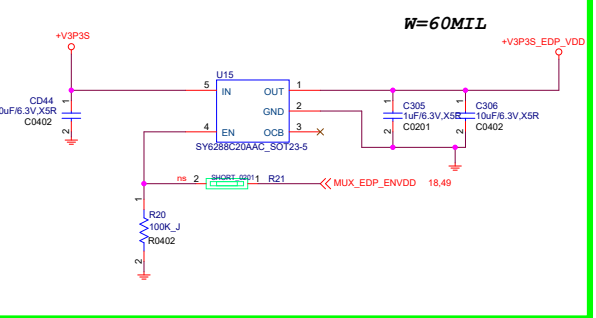 W=60MIL
+V3P3S
+V3P3S_EDP_VDD
U15
5 IN OUT 1
GND 2
4 EN OCB 3
SY6288C20AAC_SOT23-5
CD44
0uF/6.3V,X5R
C0402
1
2
C305
1uF/6.3V,X5R
C0201
1
2
C306
10uF/6.3V,X5R
C0402
1
2
ns 2 SHORT_0201 1 R21
MUX_EDP_ENVDD 18,49
1
R20
100K_J
R0402
2